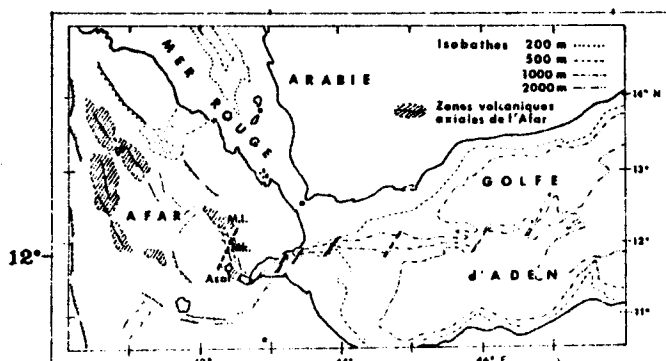 Isobathes 200 m
500 m
1000 m
2000 m
Zones volcaniques
axiales de l'Afar
MER ROUGE
ARABIE
14° N
13°
GOLFE
AFAR
M.I.
12°
12°
Asal
d'ADEN
11°